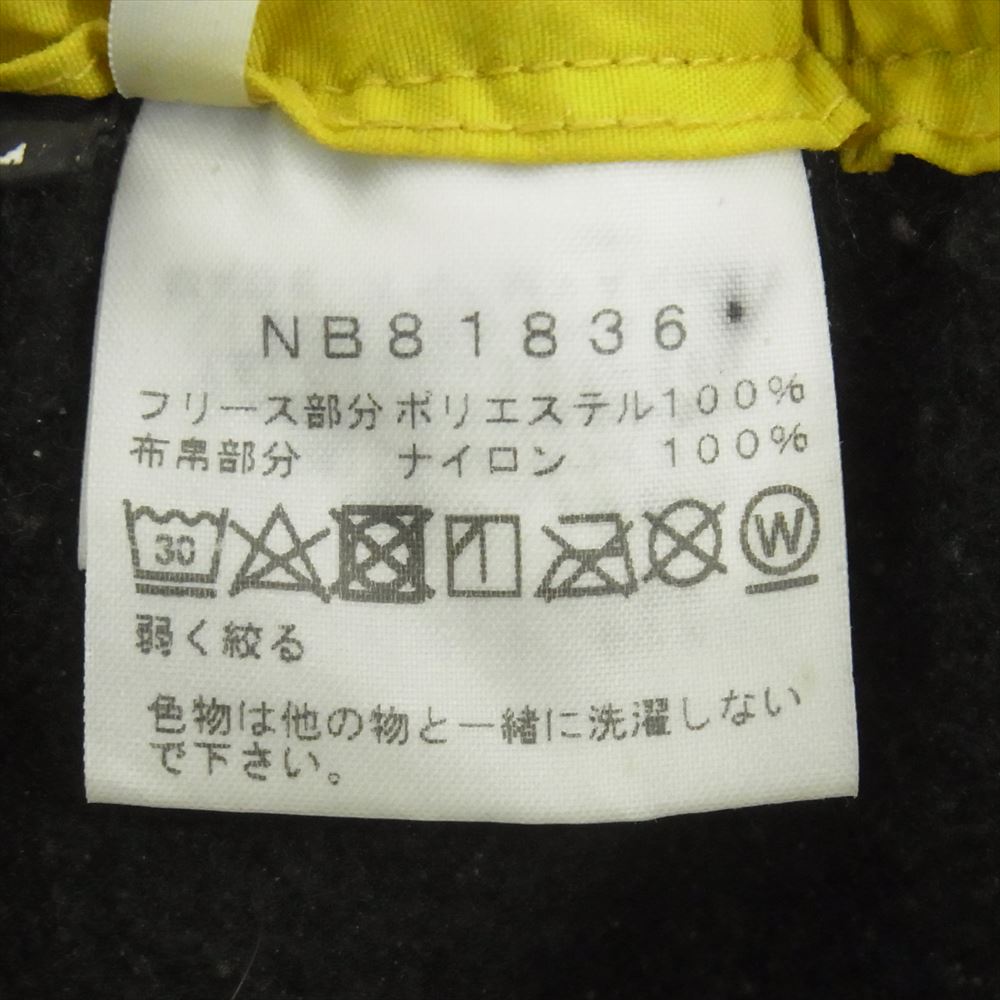 NB81836
フリース部分 ポリエステル100%
布帛部分 ナイロン 100%
30 W
弱く絞る
色物は他の物と一緒に洗濯しない
で下さい。